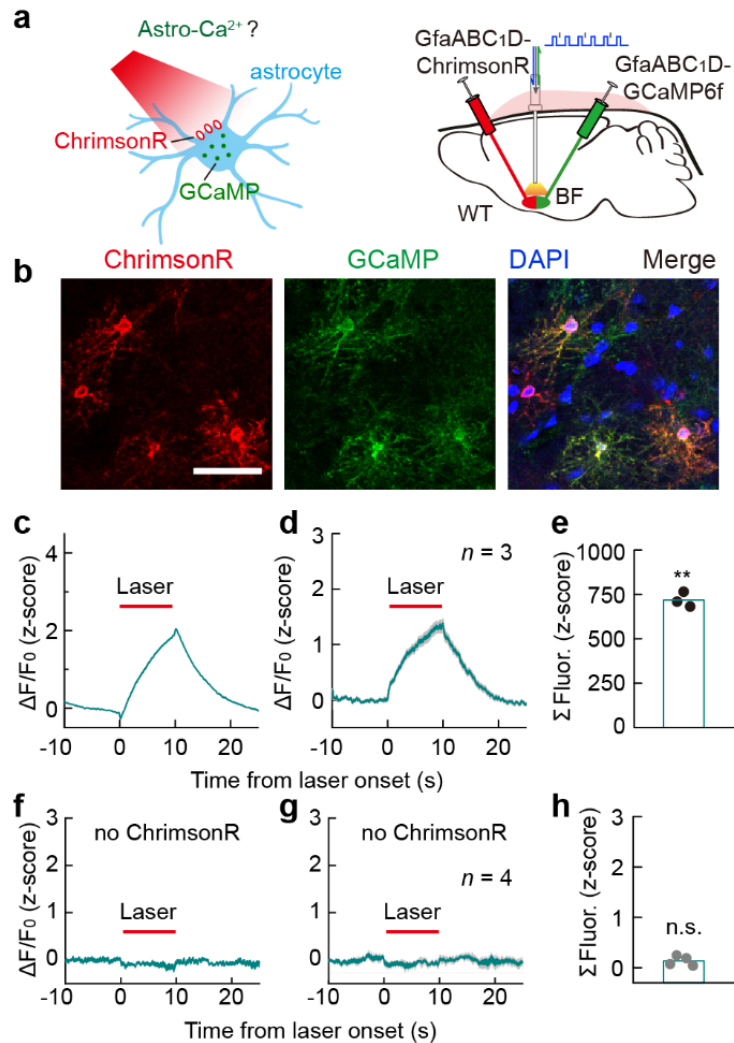 a
Astro-Ca²⁺ ?
astrocyte
ChrimsonR
GCaMP
GfaABC₁D-
ChrimsonR
GfaABC₁D-
GCaMP6f
WT
BF
b
ChrimsonR
GCaMP
DAPI
Merge
c
ΔF/F₀ (z-score)
4
2
0
Laser
-10 0 10 20
d
ΔF/F₀ (z-score)
3
2
1
0
n = 3
Laser
-10 0 10 20
Time from laser onset (s)
e
Σ Fluor. (z-score)
1000
750
500
250
0
**
f
ΔF/F₀ (z-score)
3
2
1
0
no ChrimsonR
Laser
-10 0 10 20
g
3
2
1
0
no ChrimsonR
n = 4
Laser
-10 0 10 20
Time from laser onset (s)
h
Σ Fluor. (z-score)
3
2
1
0
n.s.